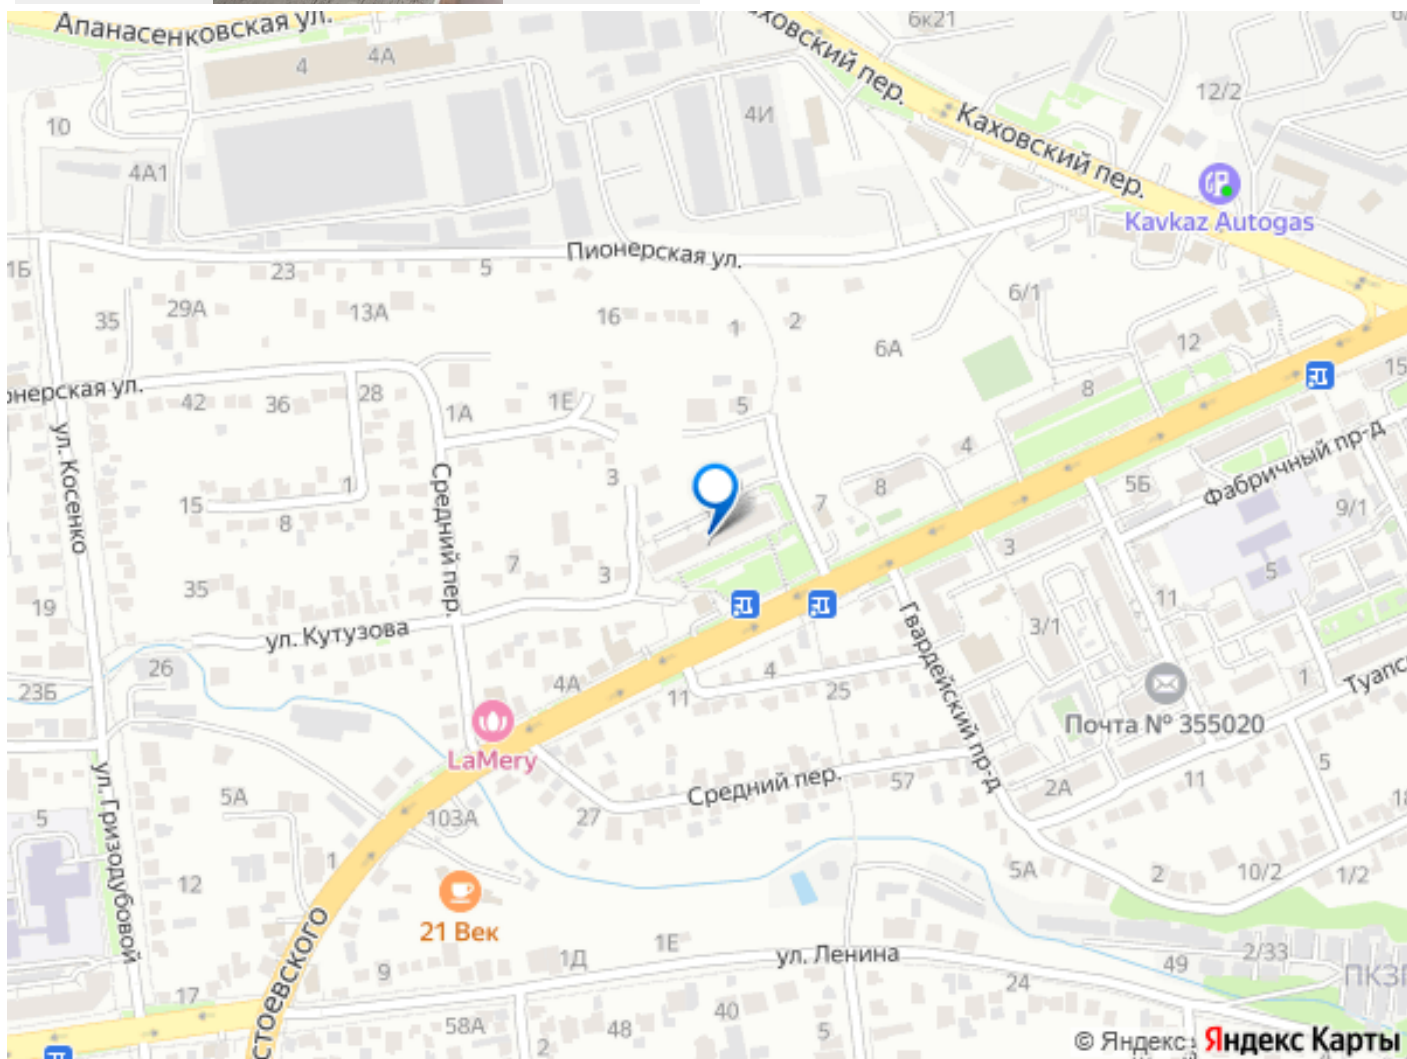 Апанасенковская ул.
аховский пер.
6к21
4А
4
12/2
4И
Каховский пер.
10
4А1
Kavkaz Autogas
Пионерская ул.
1Б
23
5
6/1
29А
13А
16
1
2
35
6А
12
15
онерская ул.
42
36
28
1А
1Е
5
8
4
Фабричный пр-д
ул. Косенко
Средний пер.
3
15
1
8
7
8
5Б
9/1
7
3
3
5
35
11
19
ул. Кутузова
3/1
Гвардейский пр-д
26
23Б
4А
4
11
25
1
Туапс
Почта № 355020
LaMery
Средний пер.
57
2А
11
5
ул. Гризодубовой
5А
103А
27
5
1
12
5А
2
10/2
1/2
21 Век
стоевского
1Е
1Д
9
ул. Ленина
49
2/33
ПКЗГ
24
17
58А
48
40
5
2
© Яндекс Яндекс Карты